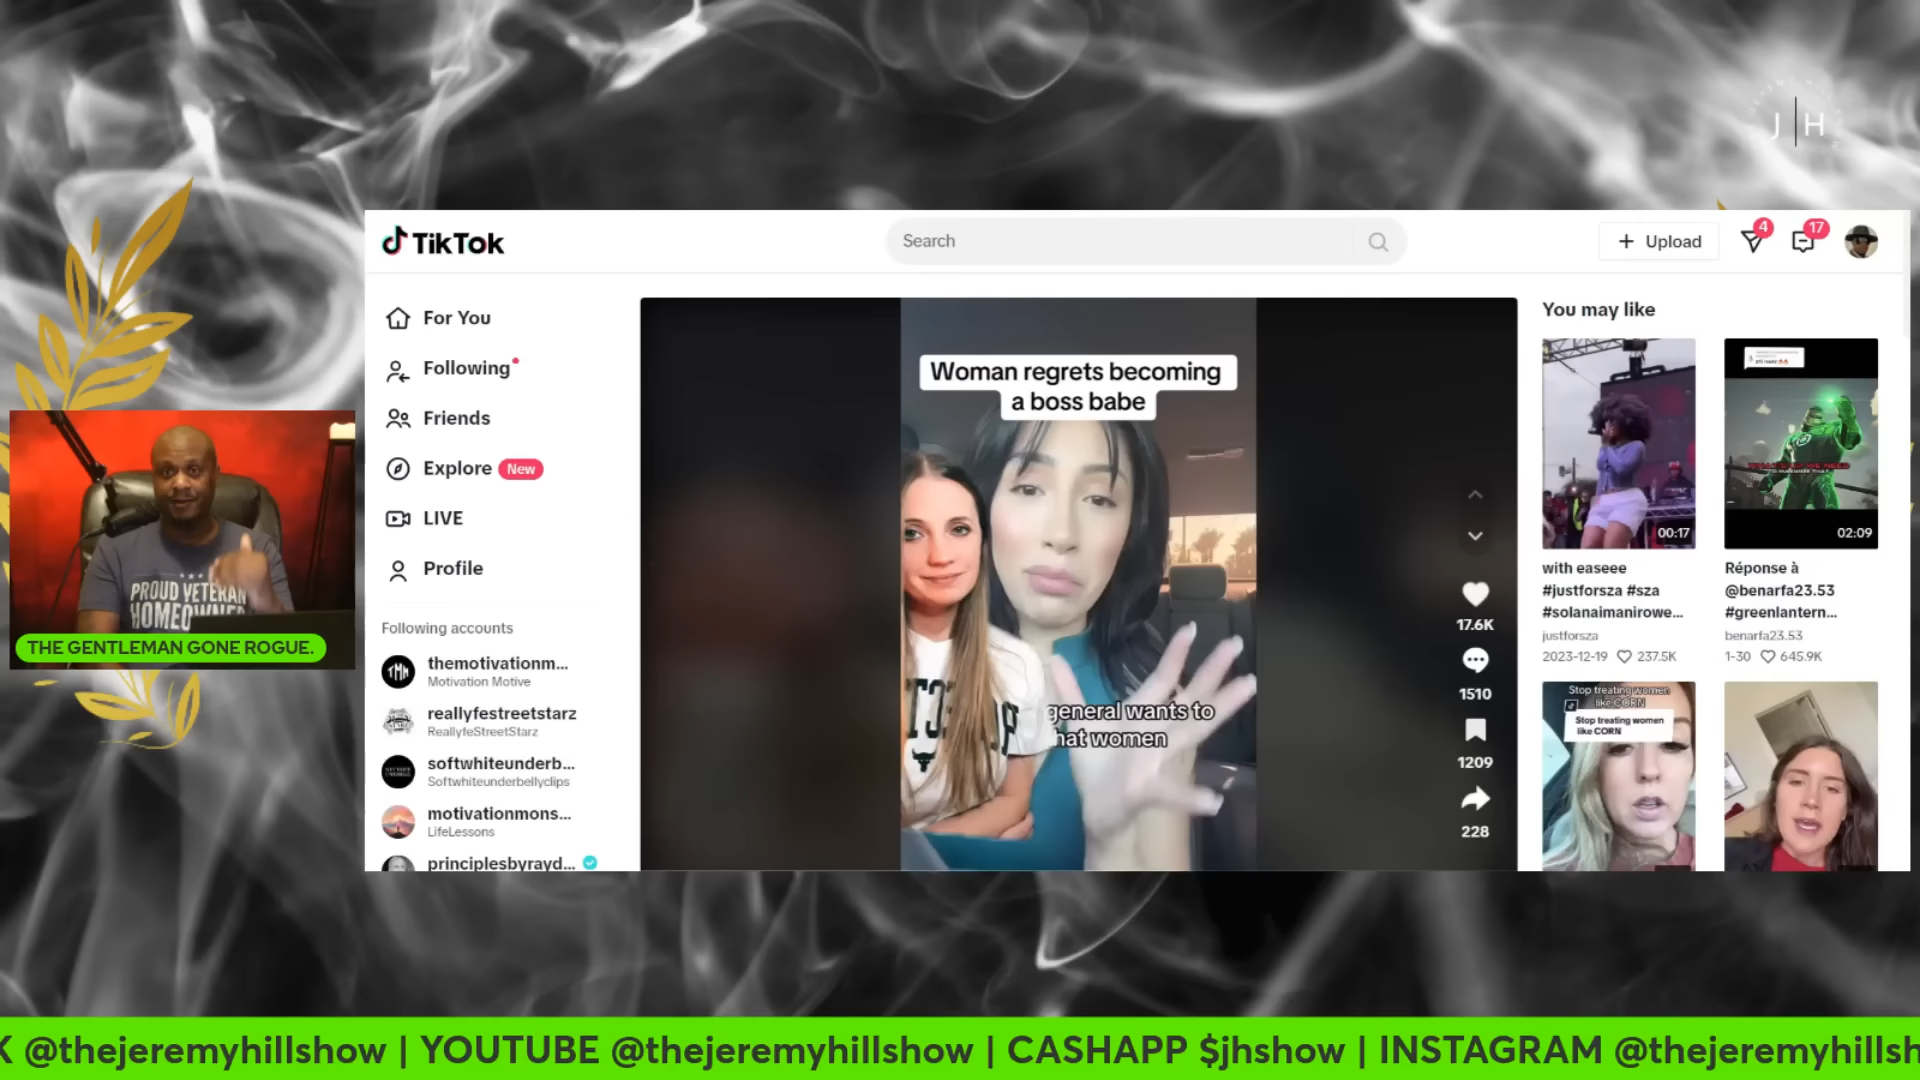 J | H
TikTok
Search
Upload
4
17
For You
Following
Friends
Explore New
LIVE
Profile
Following accounts
themotivationm...
Motivation Motive
reallyfestreetstarz
ReallyfeStreetStarz
softwhiteunderb...
Softwhiteunderbellyclips
motivationmons...
LifeLessons
principlesbyrayd...
PROUD VETERAN
HOMEOWNER
THE GENTLEMAN GONE ROGUE.
Woman regrets becoming
a boss babe
general wants to
hat women
17.6K
1510
1209
228
You may like
00:17
with easeee
#justforsza #sza
#solanaimanirowe...
justforsza
2023-12-19 237.5K
02:09
Réponse à
@benarfa23.53
#greenlantern...
benarfa23.53
1-30 645.9K
Stop treating women
like CORN
Stop treating women
like CORN
K @thejeremyhillshow | YOUTUBE @thejeremyhillshow | CASHAPP $jhshow | INSTAGRAM @thejeremyhillsh